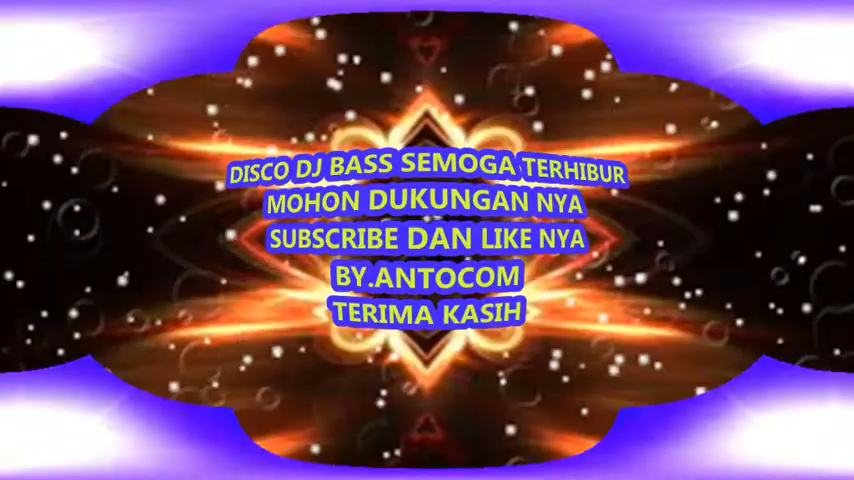 DISCO DJ BASS SEMOGA TERHIBUR
MOHON DUKUNGAN NYA
SUBSCRIBE DAN LIKE NYA
BY.ANTOCOM
TERIMA KASIH